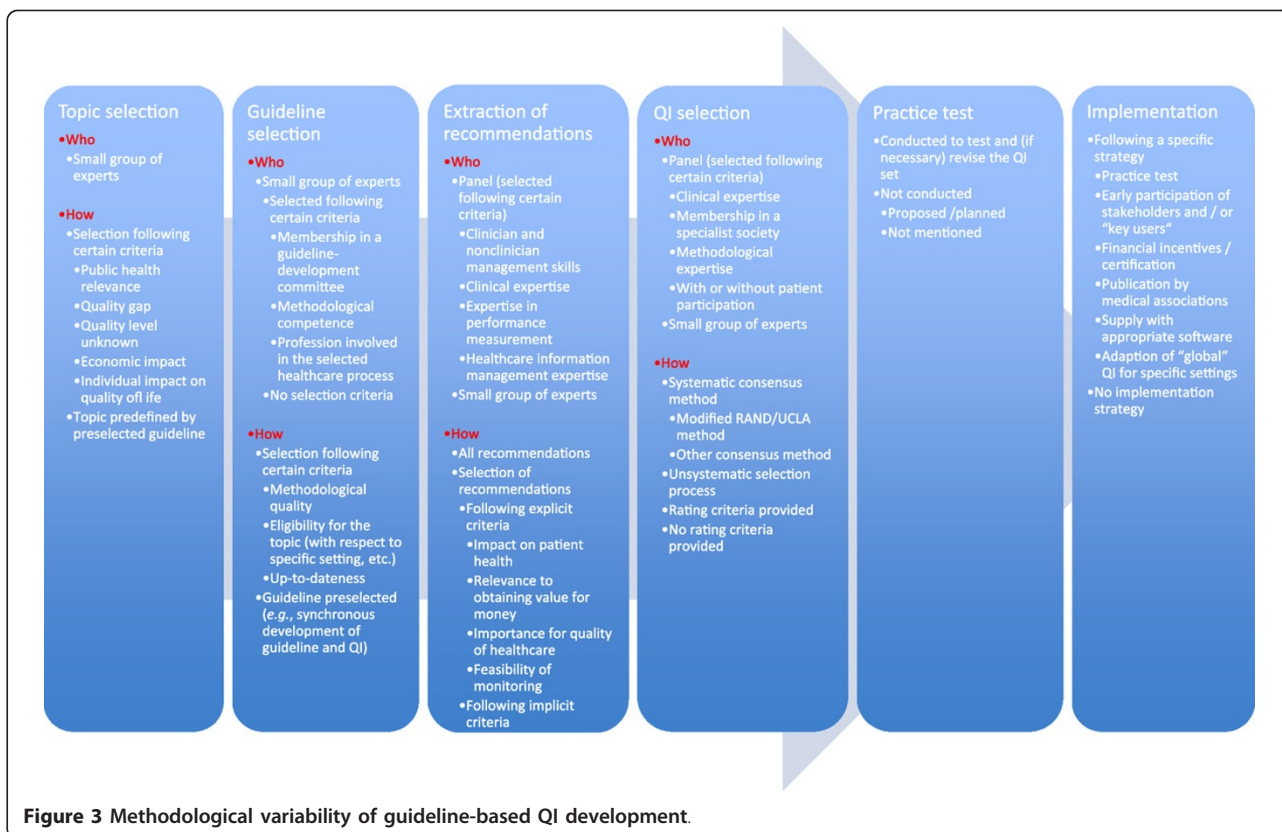 Topic selection
•Who
•Small group of
experts
•How
•Selection following
certain criteria
•Public health
relevance
•Quality gap
•Quality level
unknown
•Economic impact
•Individual impact on
quality ofl ife
•Topic predefined by
preselected guideline
Guideline
selection
•Who
•Small group of experts
•Selected following
certain criteria
•Membership in a
guideline-
development
committee
•Methodological
competence
•Profession involved
in the selected
healthcare process
•No selection criteria
•How
•Selection following
certain criteria
•Methodological
quality
•Eligibility for the
topic (with respect to
specific setting, etc.)
•Up-to-dateness
•Guideline preselected
(e.g., synchronous
development of
guideline and QI)
Extraction of
recommendations
•Who
•Panel (selected
following certain
criteria)
•Clinician and
nonclinician
management skills
•Clinical expertise
•Expertise in
performance
measurement
•Healthcare information
management expertise
•Small group of experts
•How
•All recommendations
•Selection of
recommendations
•Following explicit
criteria
•Impact on patient
health
•Relevance to
obtaining value for
money
•Importance for quality
of healthcare
•Feasibility of
monitoring
•Following implicit
criteria
QI selection
•Who
•Panel (selected following
certain criteria)
•Clinical expertise
•Membership in a
specialist society
•Methodological
expertise
•With or without patient
participation
•Small group of experts
•How
•Systematic consensus
method
•Modified RAND/UCLA
method
•Other consensus method
•Unsystematic selection
process
•Rating criteria provided
•No rating criteria
provided
Practice test
•Conducted to test and (if
necessary) revise the QI
set
•Not conducted
•Proposed /planned
•Not mentioned
Implementation
•Following a specific
strategy
•Practice test
•Early participation of
stakeholders and / or
“key users“
•Financial incentives /
certification
•Publication by
medical associations
•Supply with
appropriate software
•Adaption of “global“
QI for specific settings
•No implementation
strategy
Figure 3 Methodological variability of guideline-based QI development.